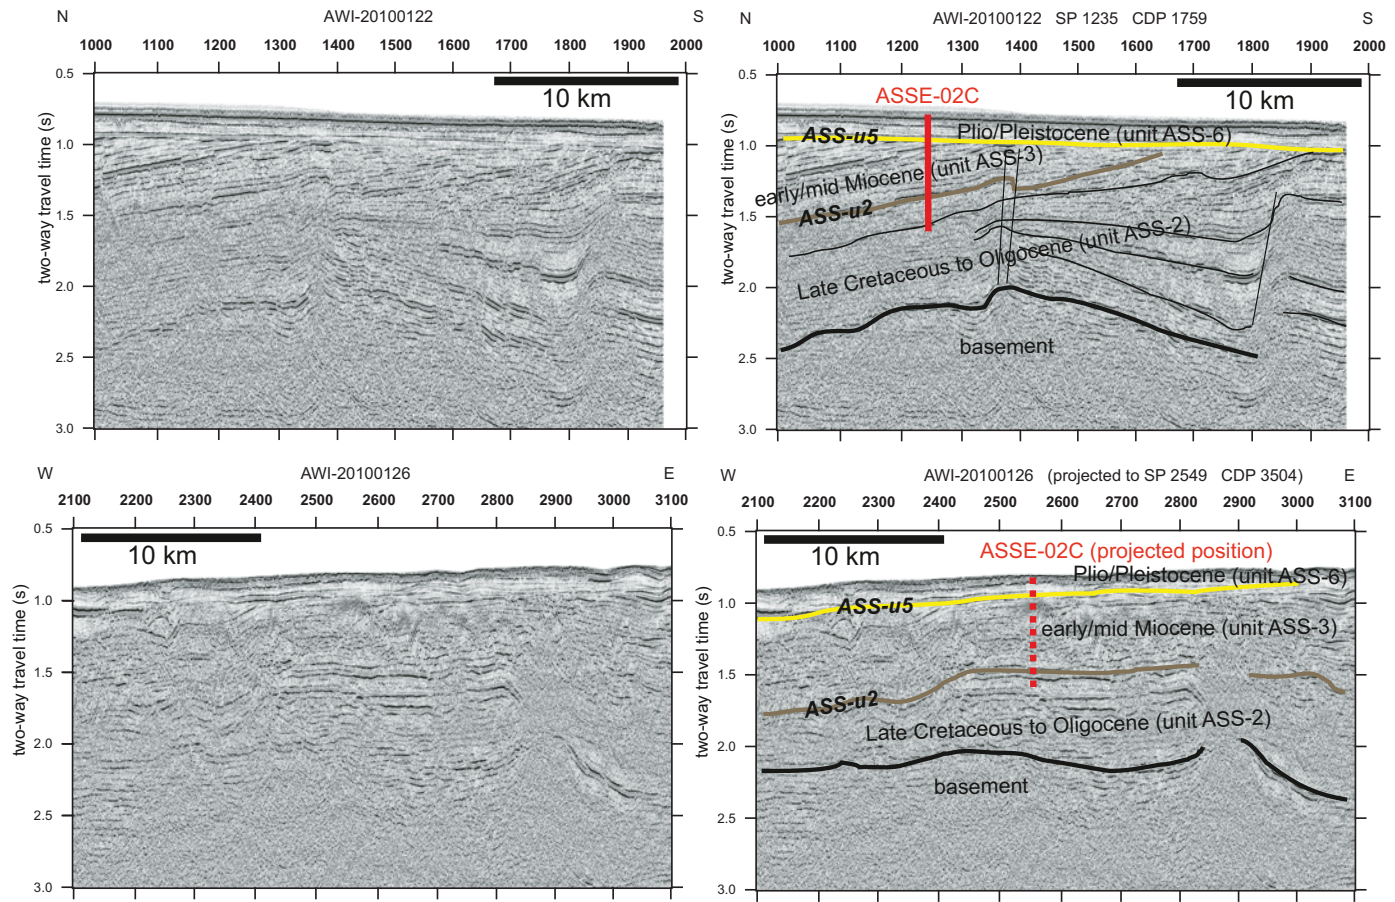 N AWI-20100122 S
1000 1100 1200 1300 1400 1500 1600 1700 1800 1900 2000
10 km
two-way travel time (s)
0.5
1.0
1.5
2.0
2.5
3.0
N AWI-20100122 SP 1235 CDP 1759 S
1000 1100 1200 1300 1400 1500 1600 1700 1800 1900 2000
10 km
ASSE-02C
two-way travel time (s)
0.5
1.0
1.5
2.0
2.5
3.0
ASS-u5
Plio/Pleistocene (unit ASS-6)
early/mid Miocene (unit ASS-3)
ASS-u2
Late Cretaceous to Oligocene (unit ASS-2)
basement
W AWI-20100126 E
2100 2200 2300 2400 2500 2600 2700 2800 2900 3000 3100
10 km
two-way travel time (s)
0.5
1.0
1.5
2.0
2.5
3.0
W AWI-20100126 (projected to SP 2549 CDP 3504) E
2100 2200 2300 2400 2500 2600 2700 2800 2900 3000 3100
10 km
ASSE-02C (projected position)
two-way travel time (s)
0.5
1.0
1.5
2.0
2.5
3.0
Plio/Pleistocene (unit ASS-6)
ASS-u5
early/mid Miocene (unit ASS-3)
ASS-u2
Late Cretaceous to Oligocene (unit ASS-2)
basement